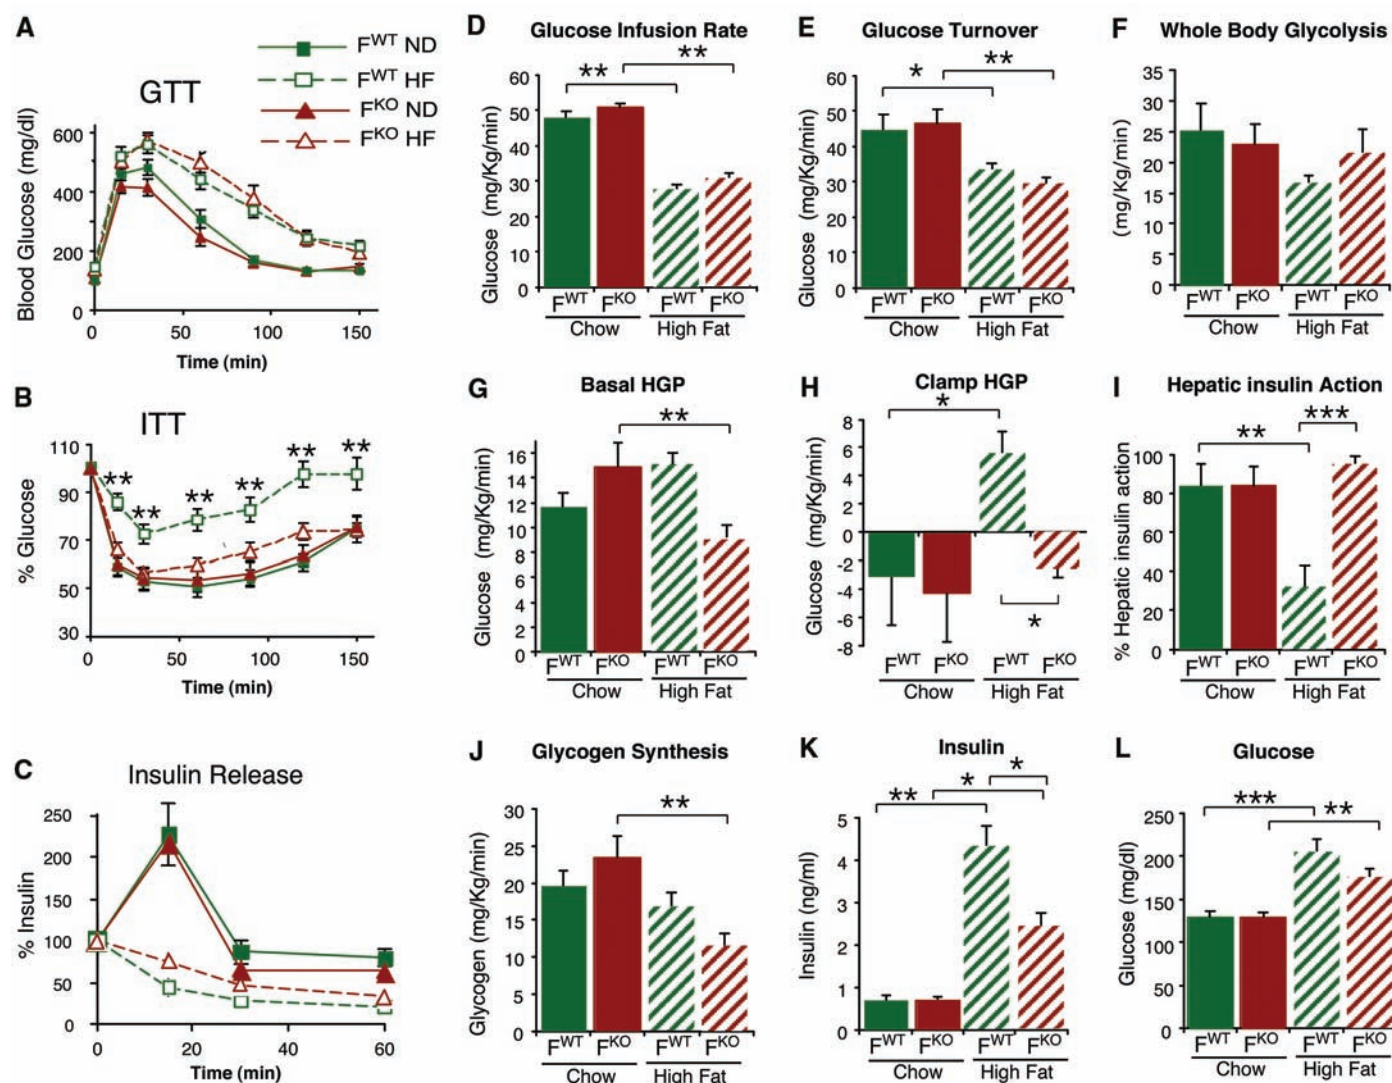 A
GTT
F^WT ND
F^WT HF
F^KO ND
F^KO HF
Blood Glucose (mg/dl)
600
400
200
0
0 50 100 150
Time (min)
B
ITT
110
90
70
50
30
% Glucose
** ** ** ** ** **
0 50 100 150
Time (min)
C
Insulin Release
250
200
150
100
50
0
% Insulin
0 20 40 60
Time (min)
D
Glucose Infusion Rate
** **
60
50
40
30
20
10
0
Glucose (mg/Kg/min)
F^WT F^KO F^WT F^KO
Chow High Fat
E
Glucose Turnover
* **
60
50
40
30
20
10
0
Glucose (mg/Kg/min)
F^WT F^KO F^WT F^KO
Chow High Fat
F
Whole Body Glycolysis
35
30
25
20
15
10
5
0
(mg/Kg/min)
F^WT F^KO F^WT F^KO
Chow High Fat
G
Basal HGP
**
16
14
12
10
8
6
4
2
0
Glucose (mg/Kg/min)
F^WT F^KO F^WT F^KO
Chow High Fat
H
Clamp HGP
*
8
6
4
2
0
-2
-4
-6
-8
Glucose (mg/Kg/min)
*
F^WT F^KO F^WT F^KO
Chow High Fat
I
Hepatic insulin Action
** ***
100
80
60
40
20
0
% Hepatic insulin action
F^WT F^KO F^WT F^KO
Chow High Fat
J
Glycogen Synthesis
**
30
25
20
15
10
5
0
Glycogen (mg/Kg/min)
F^WT F^KO F^WT F^KO
Chow High Fat
K
Insulin
** * *
5
4
3
2
1
0
Insulin (ng/ml)
F^WT F^KO F^WT F^KO
Chow High Fat
L
Glucose
*** **
250
200
150
100
50
0
Glucose (mg/dl)
F^WT F^KO F^WT F^KO
Chow High Fat